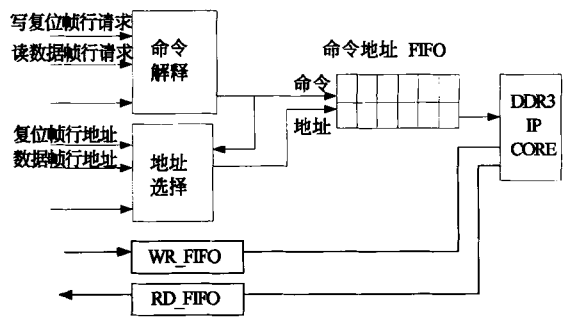 写复位帧行请求
读数据帧行请求
命令
解释
命令地址 FIFO
命令
地址
DDR3
IP
CORE
复位帧行地址
数据帧行地址
地址
选择
WR_FIFO
RD_FIFO